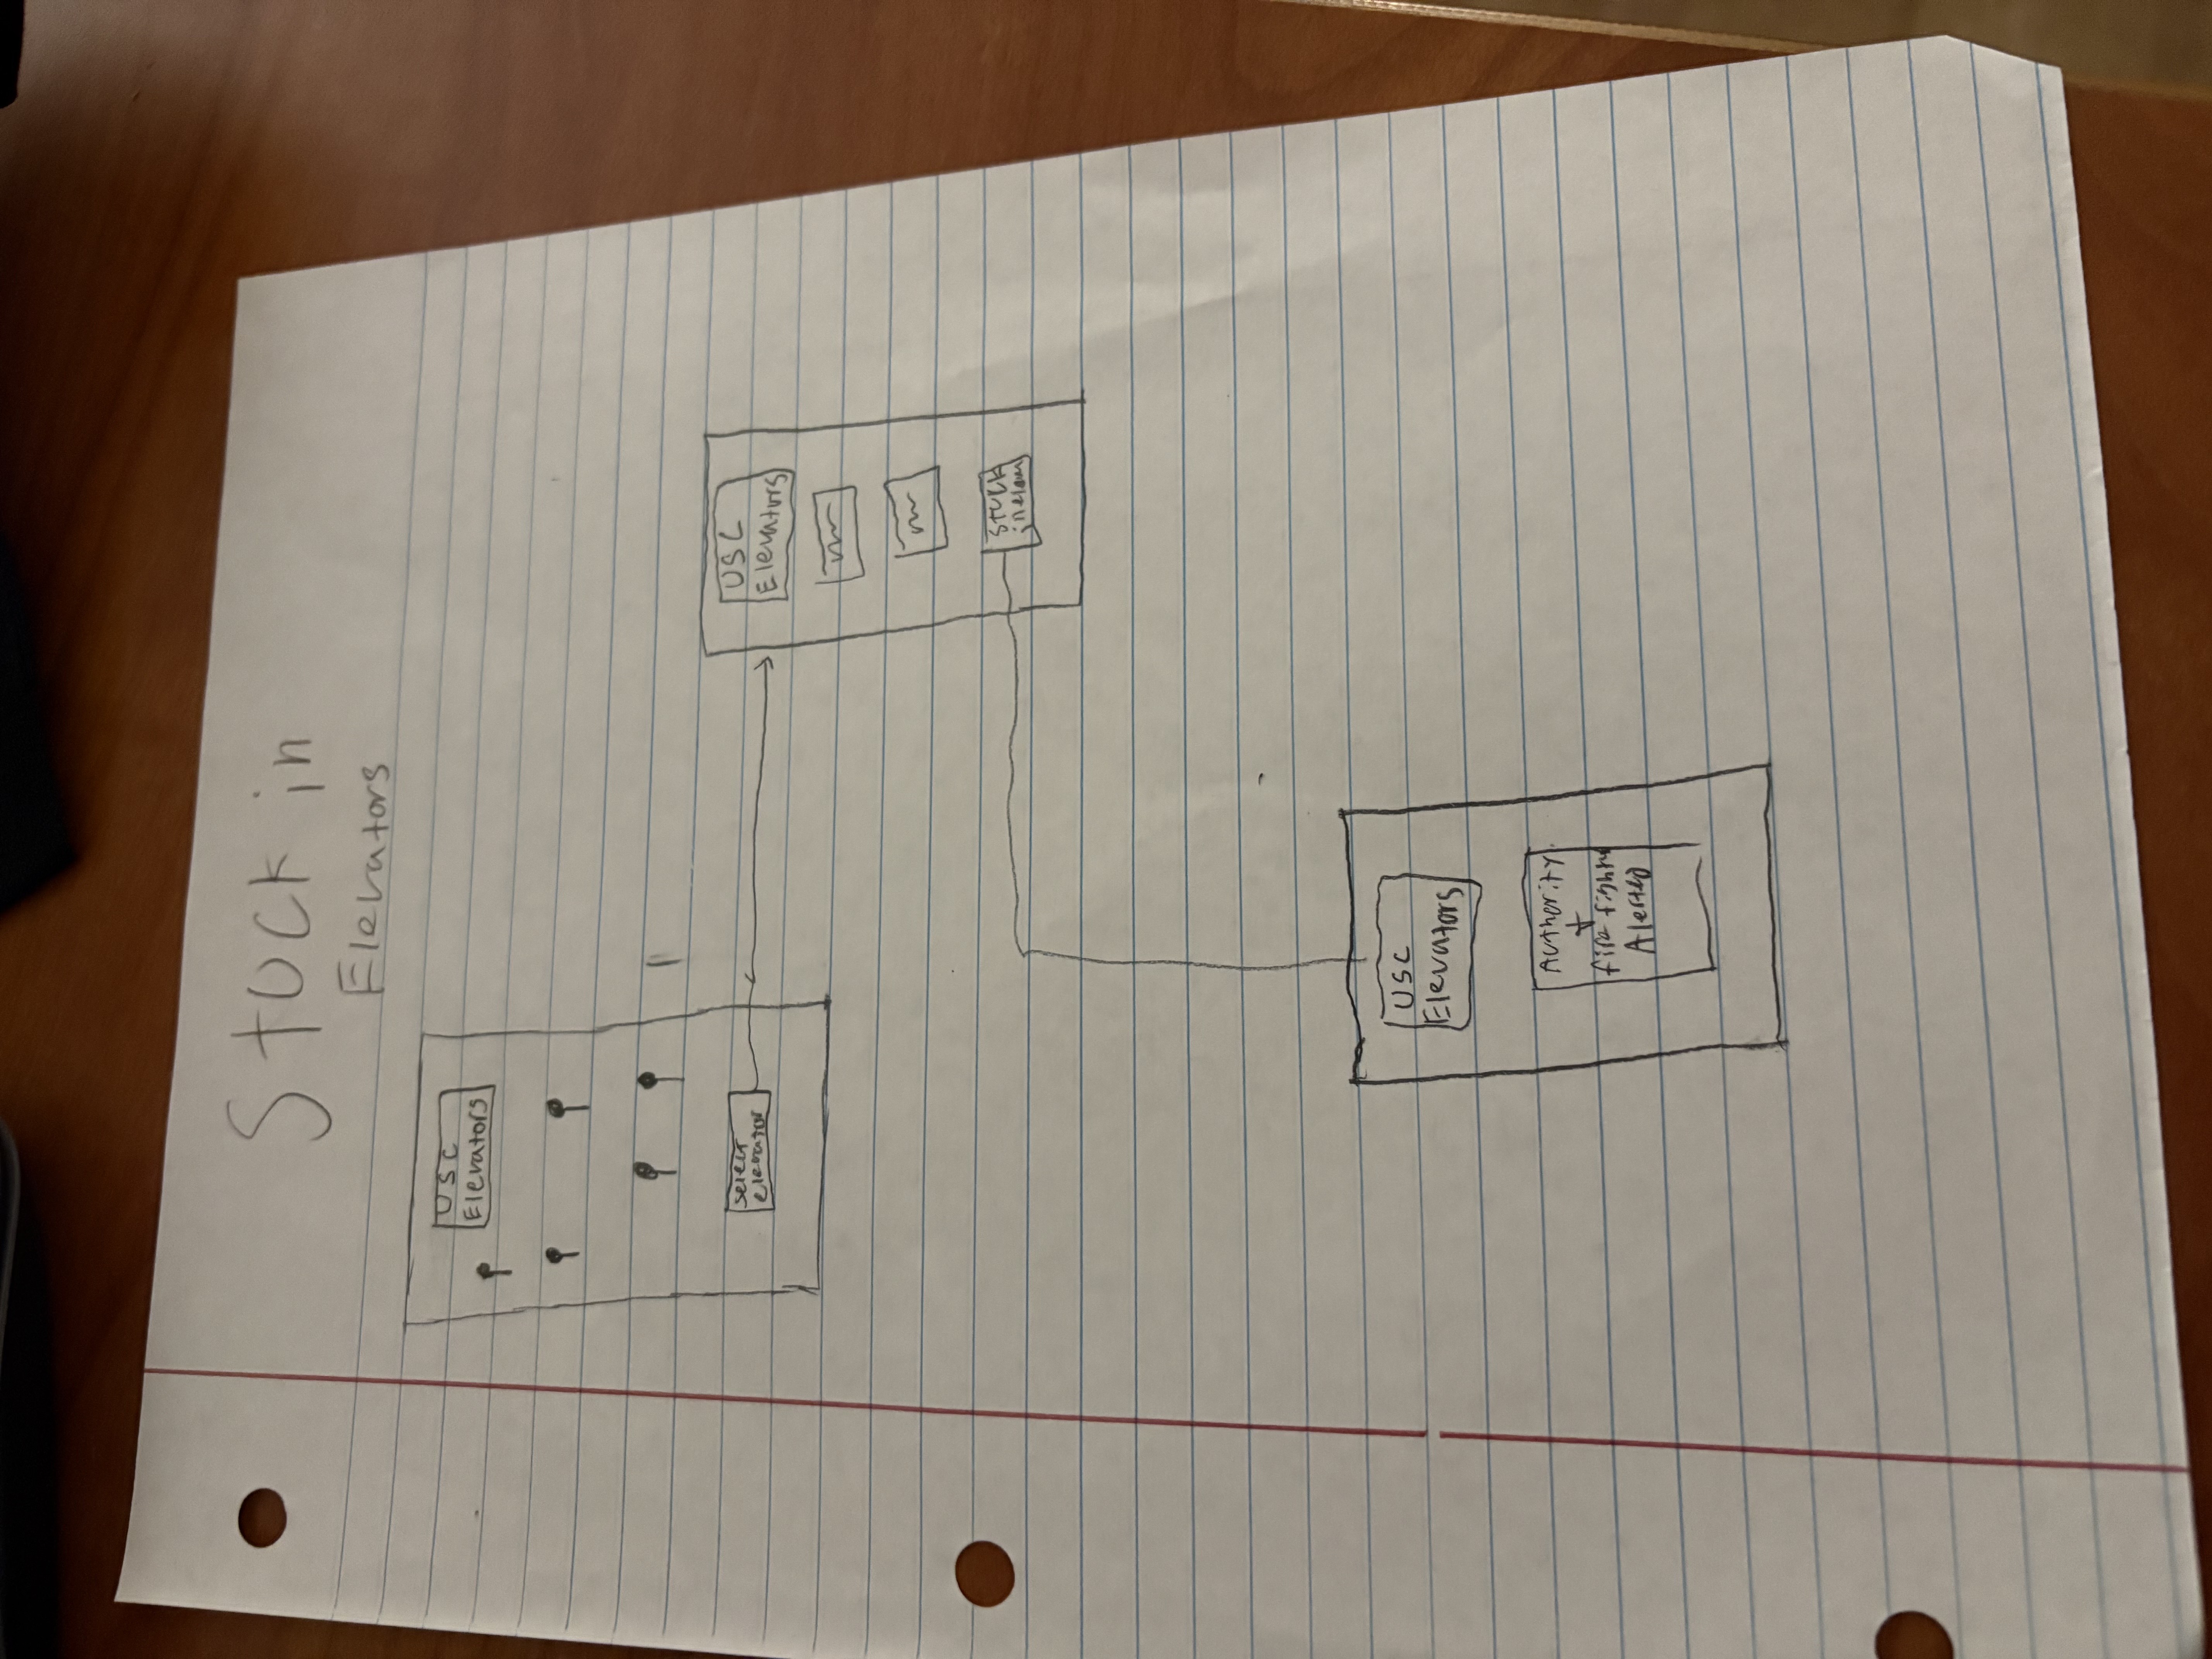 Stuck in
Elevators
USC
Elevators
select
elevator
USC
Elevators
stuck
USC
Elevators
Authority
+
Alerted